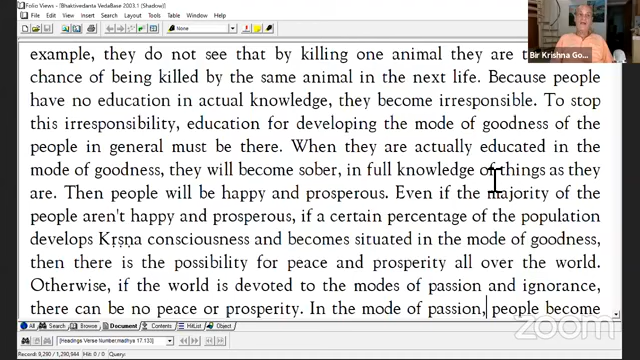 Folio Views - [Bhaktivedanta VedaBase 2003.1 (Shadow)]
File Edit View Search Layout Insert Tools Window Help
<None>
example, they do not see that by killing one animal they are
chance of being killed by the same animal in the next life. Because people
have no education in actual knowledge, they become irresponsible. To stop
this irresponsibility, education for developing the mode of goodness of the
people in general must be there. When they are actually educated in the
mode of goodness, they will become sober, in full knowledge of things as they
are. Then people will be happy and prosperous. Even if the majority of the
people aren't happy and prosperous, if a certain percentage of the population
develops Kṛṣṇa consciousness and becomes situated in the mode of goodness,
then there is the possibility for peace and prosperity all over the world.
Otherwise, if the world is devoted to the modes of passion and ignorance,
there can be no peace or prosperity. In the mode of passion, people become
Bir Krishna Go...
zoom
All Browse Document Contents HitList Object
[Headings Verse Number:madhya 17.133]
Record: 9,290 / 1,290,944 Hit: 0 / 0